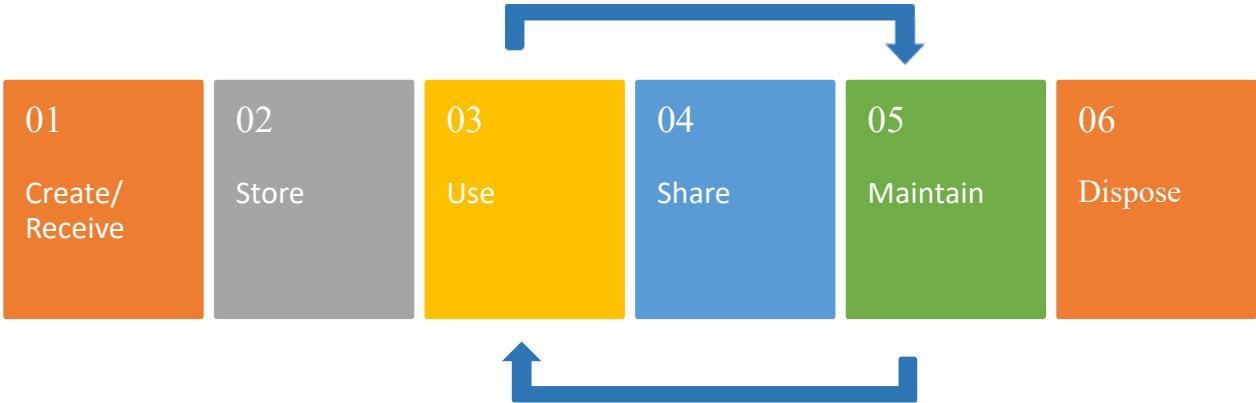 01
Create/
Receive
02
Store
03
Use
04
Share
05
Maintain
06
Dispose